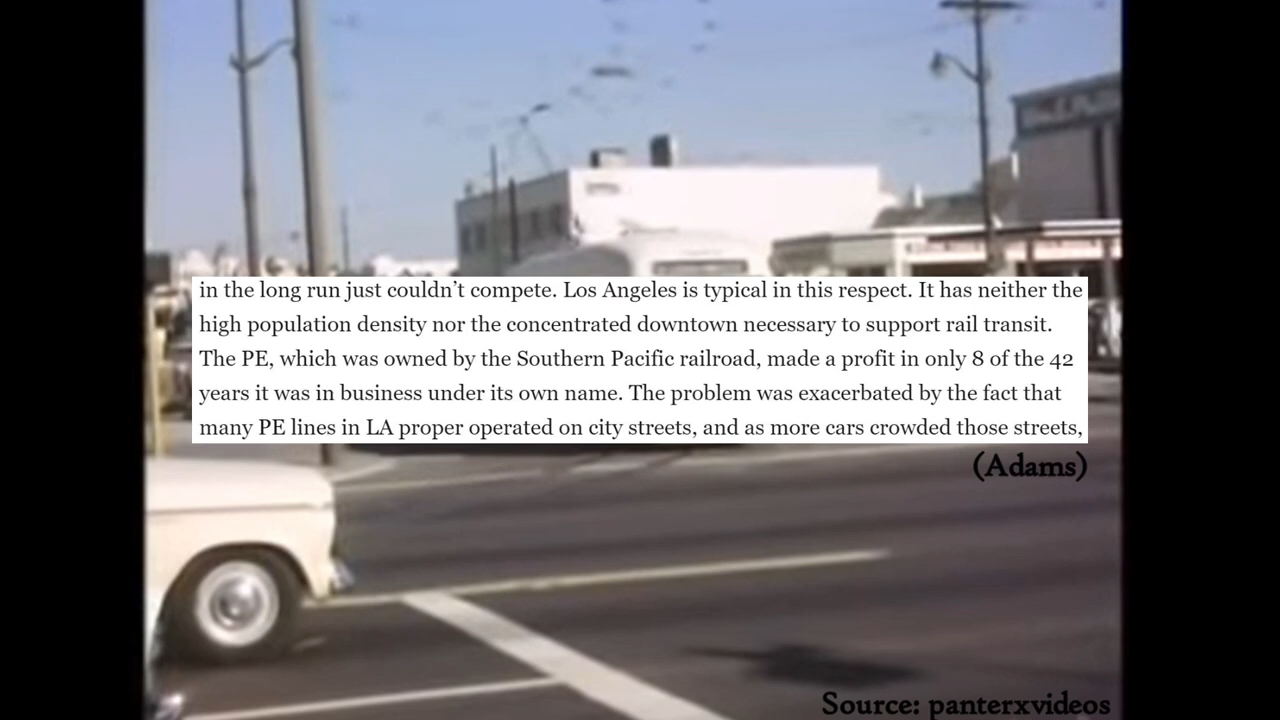 in the long run just couldn’t compete. Los Angeles is typical in this respect. It has neither the
high population density nor the concentrated downtown necessary to support rail transit.
The PE, which was owned by the Southern Pacific railroad, made a profit in only 8 of the 42
years it was in business under its own name. The problem was exacerbated by the fact that
many PE lines in LA proper operated on city streets, and as more cars crowded those streets,
(Adams)
Source: panterxvideos